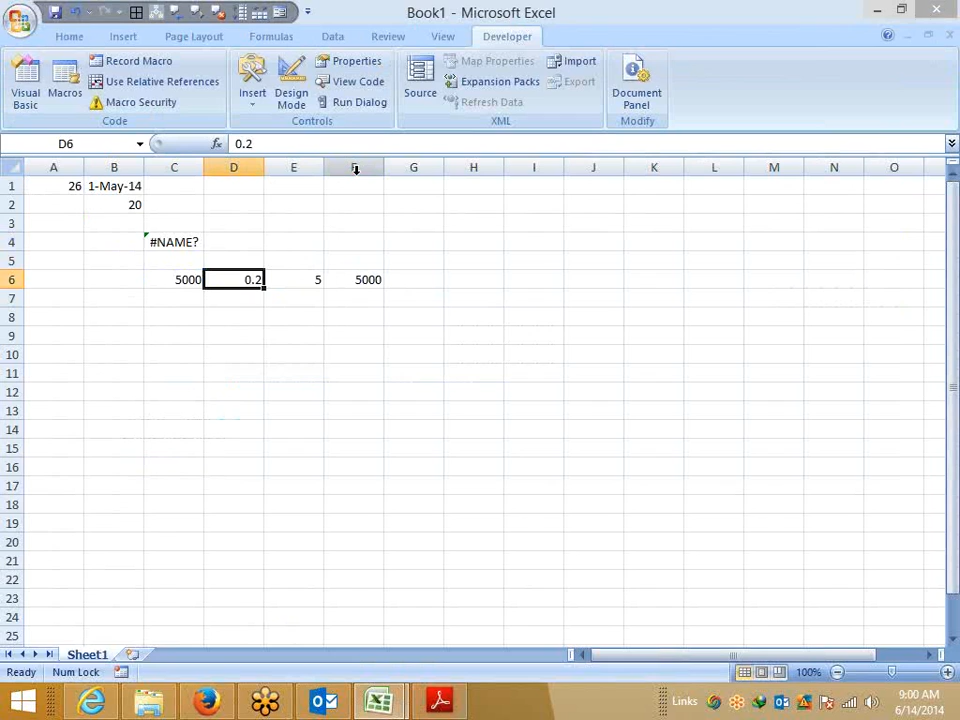 Book1 - Microsoft Excel
Home Insert Page Layout Formulas Data Review View Developer
Visual Basic
Macros
Record Macro
Use Relative References
Macro Security
Code
Insert
Design Mode
Properties
View Code
Run Dialog
Controls
Source
Map Properties
Expansion Packs
Refresh Data
Import
Export
XML
Document Panel
Modify
D6 fx 0.2
A B C D E F G H I J K L M N O
1 26 1-May-14
2 20
3
4 #NAME?
5
6 5000 0.2 5 5000
7
8
9
10
11
12
13
14
15
16
17
18
19
20
21
22
23
24
25
Sheet1
Ready Num Lock 100%
Links 9:00 AM
6/14/2014